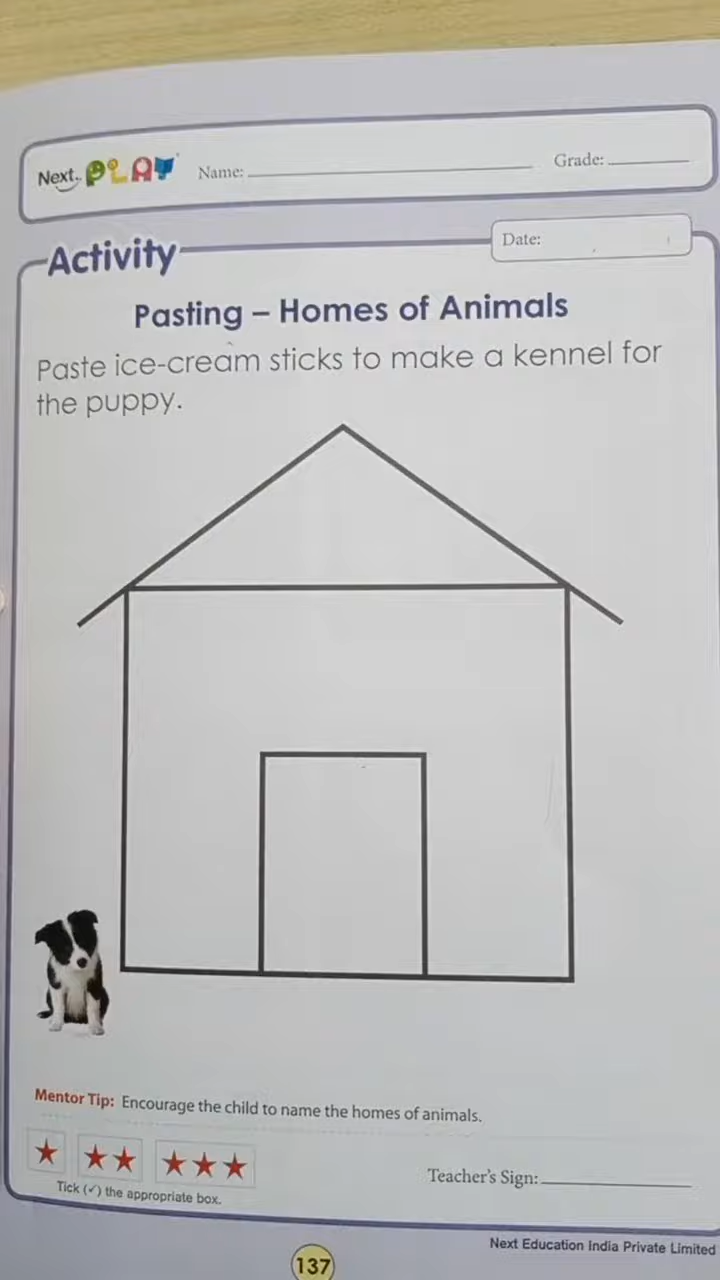 Next PLAY Name: Grade:
Activity Date:
Pasting – Homes of Animals
Paste ice-cream sticks to make a kennel for
the puppy.
Mentor Tip: Encourage the child to name the homes of animals.
Tick (✓) the appropriate box.
Teacher's Sign:
Next Education India Private Limited
137